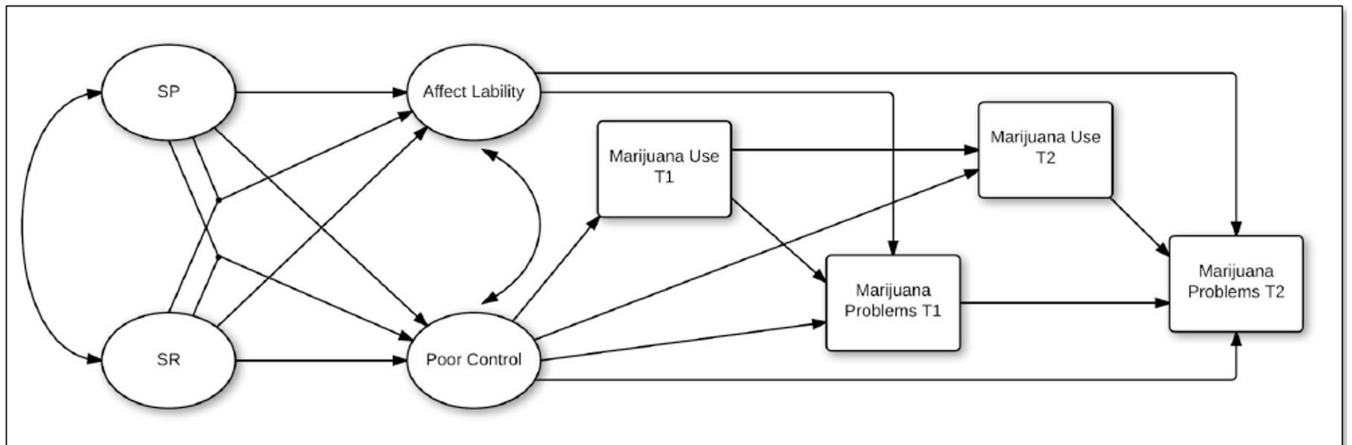 SP
Affect Lability
Marijuana Use
T1
Marijuana Use
T2
Marijuana
Problems T1
Marijuana
Problems T2
SR
Poor Control